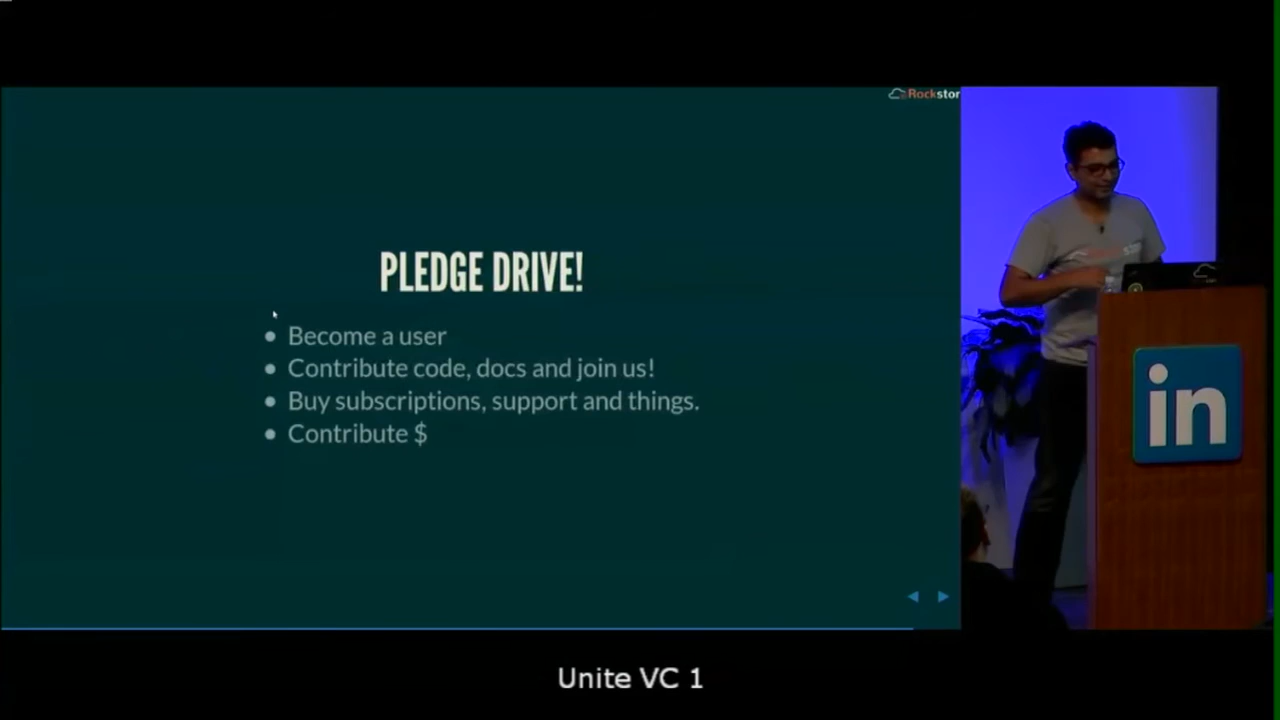 Rockstor
PLEDGE DRIVE!
Become a user
Contribute code, docs and join us!
Buy subscriptions, support and things.
Contribute $
in
Unite VC 1